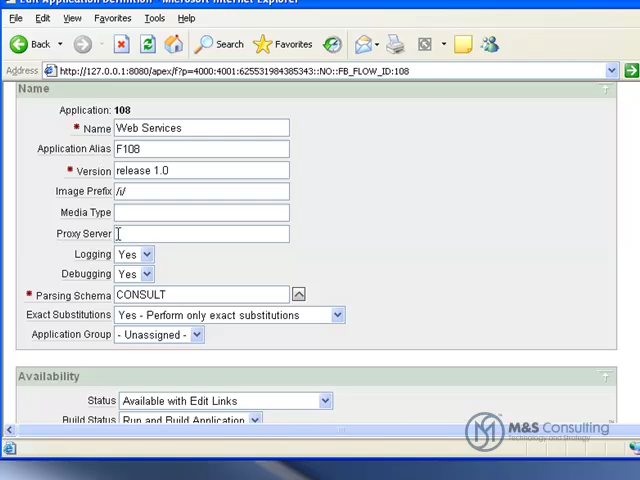 Edit Application Definition - Microsoft Internet Explorer
File Edit View Favorites Tools Help
Back Search Favorites
Address http://127.0.0.1:8080/apex/f?p=4000:4001:625531984385343::NO::FB_FLOW_ID:108
Name
Application: 108
* Name Web Services
Application Alias F108
* Version release 1.0
Image Prefix /i/
Media Type
Proxy Server
Logging Yes
Debugging Yes
* Parsing Schema CONSULT
Exact Substitutions Yes - Perform only exact substitutions
Application Group - Unassigned -
Availability
Status Available with Edit Links
Build Status Run and Build Application
M&S Consulting
Technology and Strategy